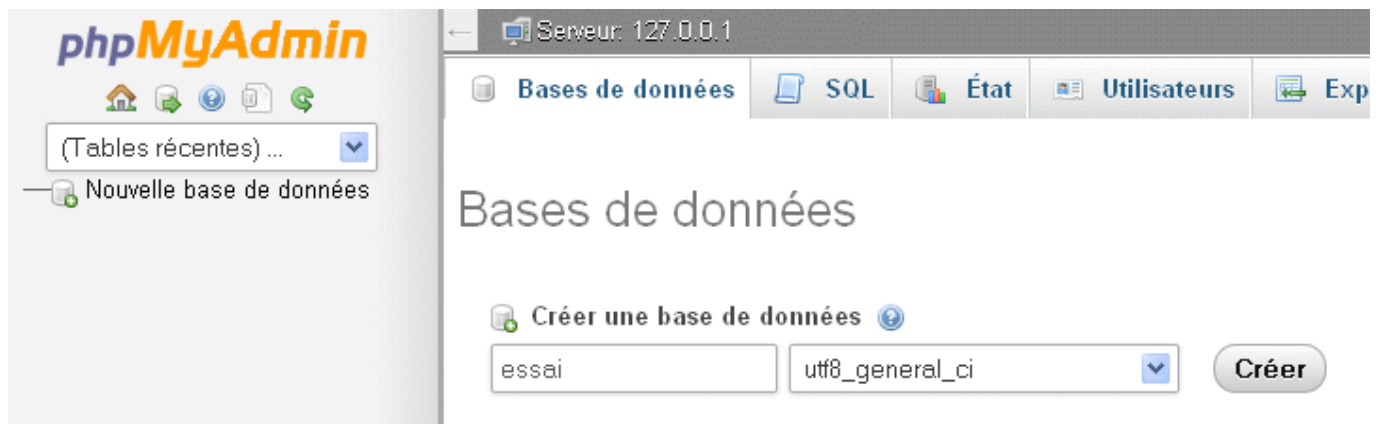 phpMyAdmin
(Tables récentes) ...
Nouvelle base de données
← Serveur: 127.0.0.1
Bases de données SQL État Utilisateurs Exp
Bases de données
Créer une base de données
essai utf8_general_ci Créer